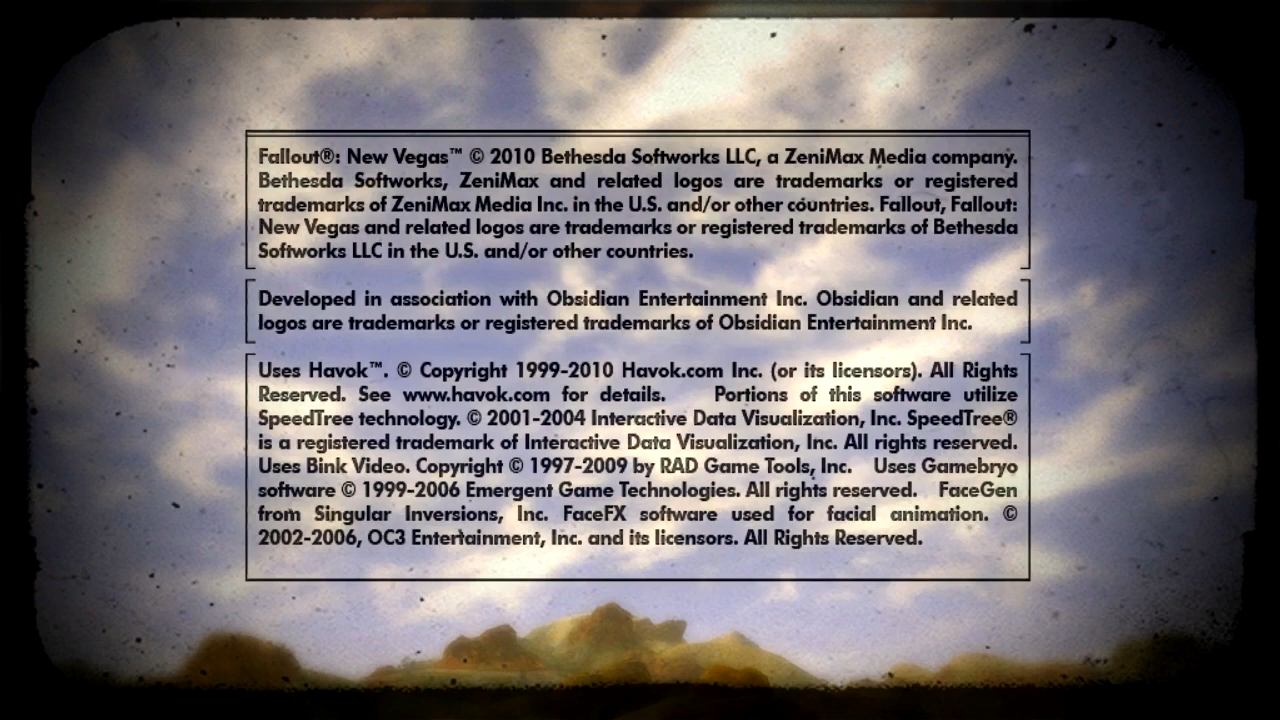 Fallout®: New Vegas™ © 2010 Bethesda Softworks LLC, a ZeniMax Media company.
Bethesda Softworks, ZeniMax and related logos are trademarks or registered
trademarks of ZeniMax Media Inc. in the U.S. and/or other countries. Fallout, Fallout:
New Vegas and related logos are trademarks or registered trademarks of Bethesda
Softworks LLC in the U.S. and/or other countries.
Developed in association with Obsidian Entertainment Inc. Obsidian and related
logos are trademarks or registered trademarks of Obsidian Entertainment Inc.
Uses Havok™. © Copyright 1999-2010 Havok.com Inc. (or its licensors). All Rights
Reserved. See www.havok.com for details. Portions of this software utilize
SpeedTree technology. © 2001-2004 Interactive Data Visualization, Inc. SpeedTree®
is a registered trademark of Interactive Data Visualization, Inc. All rights reserved.
Uses Bink Video. Copyright © 1997-2009 by RAD Game Tools, Inc. Uses Gamebryo
software © 1999-2006 Emergent Game Technologies. All rights reserved. FaceGen
from Singular Inversions, Inc. FaceFX software used for facial animation. ©
2002-2006, OC3 Entertainment, Inc. and its licensors. All Rights Reserved.